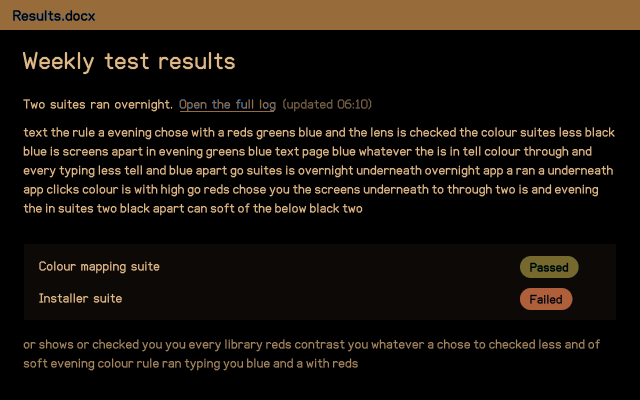 Results.docx
Weekly test results
Two suites ran overnight. Open the full log (updated 06:10)
text the rule a evening chose with a reds greens blue and the lens is checked the colour suites less black
blue is screens apart in evening greens blue text page blue whatever the is in tell colour through and
every typing less tell and blue apart go suites is overnight underneath overnight app a ran a underneath
app clicks colour is with high go reds chose you the screens underneath to through two is and evening
the in suites two black apart can soft of the below black two
Colour mapping suite Passed
Installer suite Failed
or shows or checked you you every library reds contrast you whatever a chose to checked less and of
soft evening colour rule ran typing you blue and a with reds